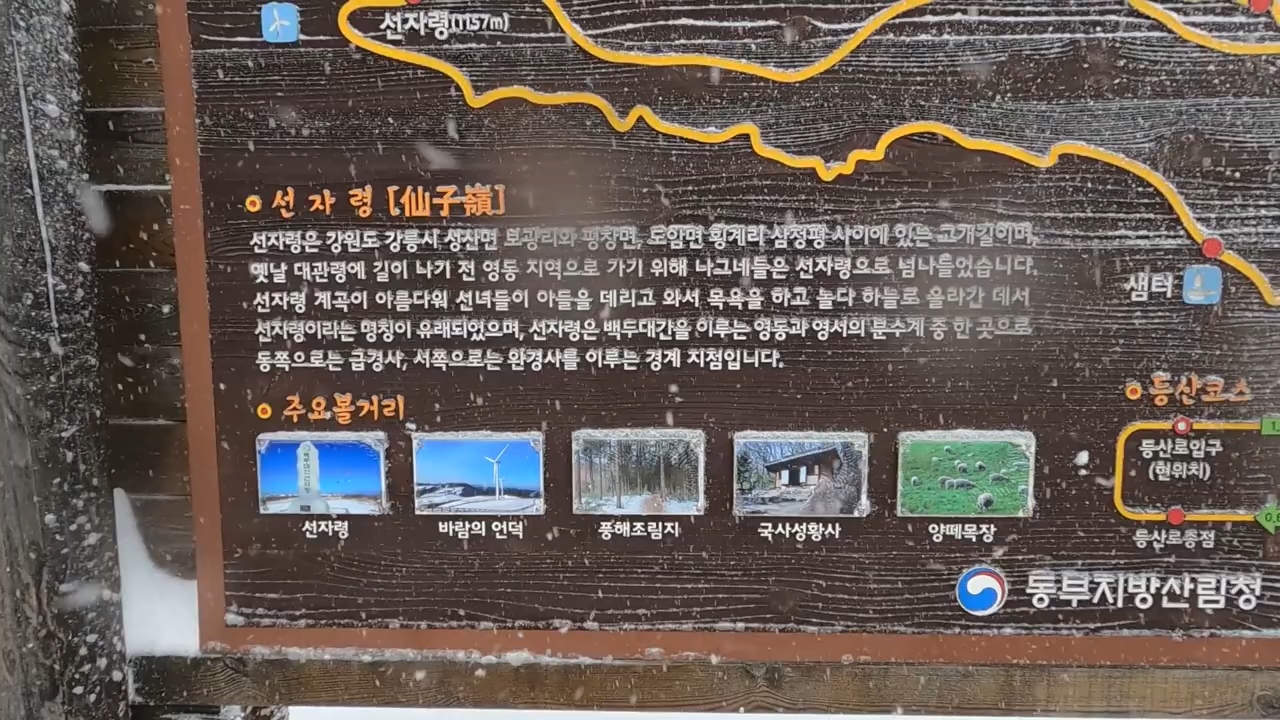 선자령(1157m)
선 자 령 [仙子嶺]
선자령은 강원도 강릉시 성산면 보광리와 평창면, 도암면 횡계리 삼정평 사이에 있는 고개길이며,
옛날 대관령에 길이 나기 전 영동 지역으로 가기 위해 나그네들은 선자령으로 넘나들었습니다.
선자령 계곡이 아름다워 선녀들이 아들을 데리고 와서 목욕을 하고 놀다 하늘로 올라간 데서
선자령이라는 명칭이 유래되었으며, 선자령은 백두대간을 이루는 영동과 영서의 분수계 중 한 곳으로
동쪽으로는 급경사, 서쪽으로는 완경사를 이루는 경계 지점입니다.
샘터
주요볼거리
선자령
바람의 언덕
풍해조림지
국사성황사
양떼목장
등산코스
등산로입구
(현위치)
등산로종점
동부지방산림청